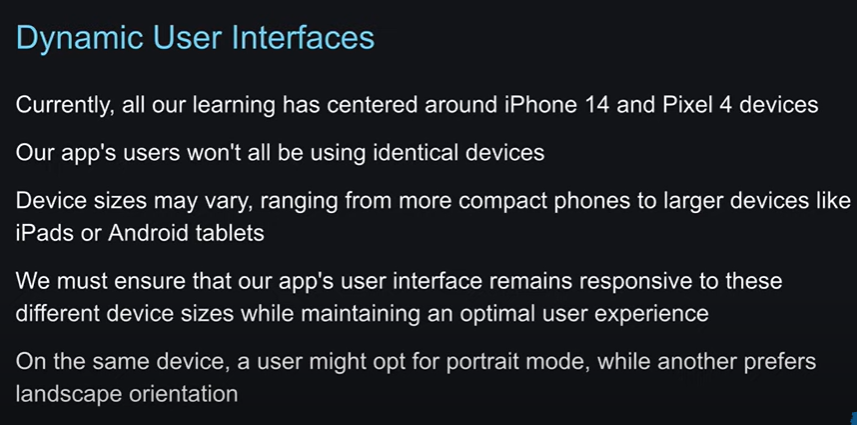 Dynamic User Interfaces
Currently, all our learning has centered around iPhone 14 and Pixel 4 devices
Our app's users won't all be using identical devices
Device sizes may vary, ranging from more compact phones to larger devices like
iPads or Android tablets
We must ensure that our app's user interface remains responsive to these
different device sizes while maintaining an optimal user experience
On the same device, a user might opt for portrait mode, while another prefers
landscape orientation